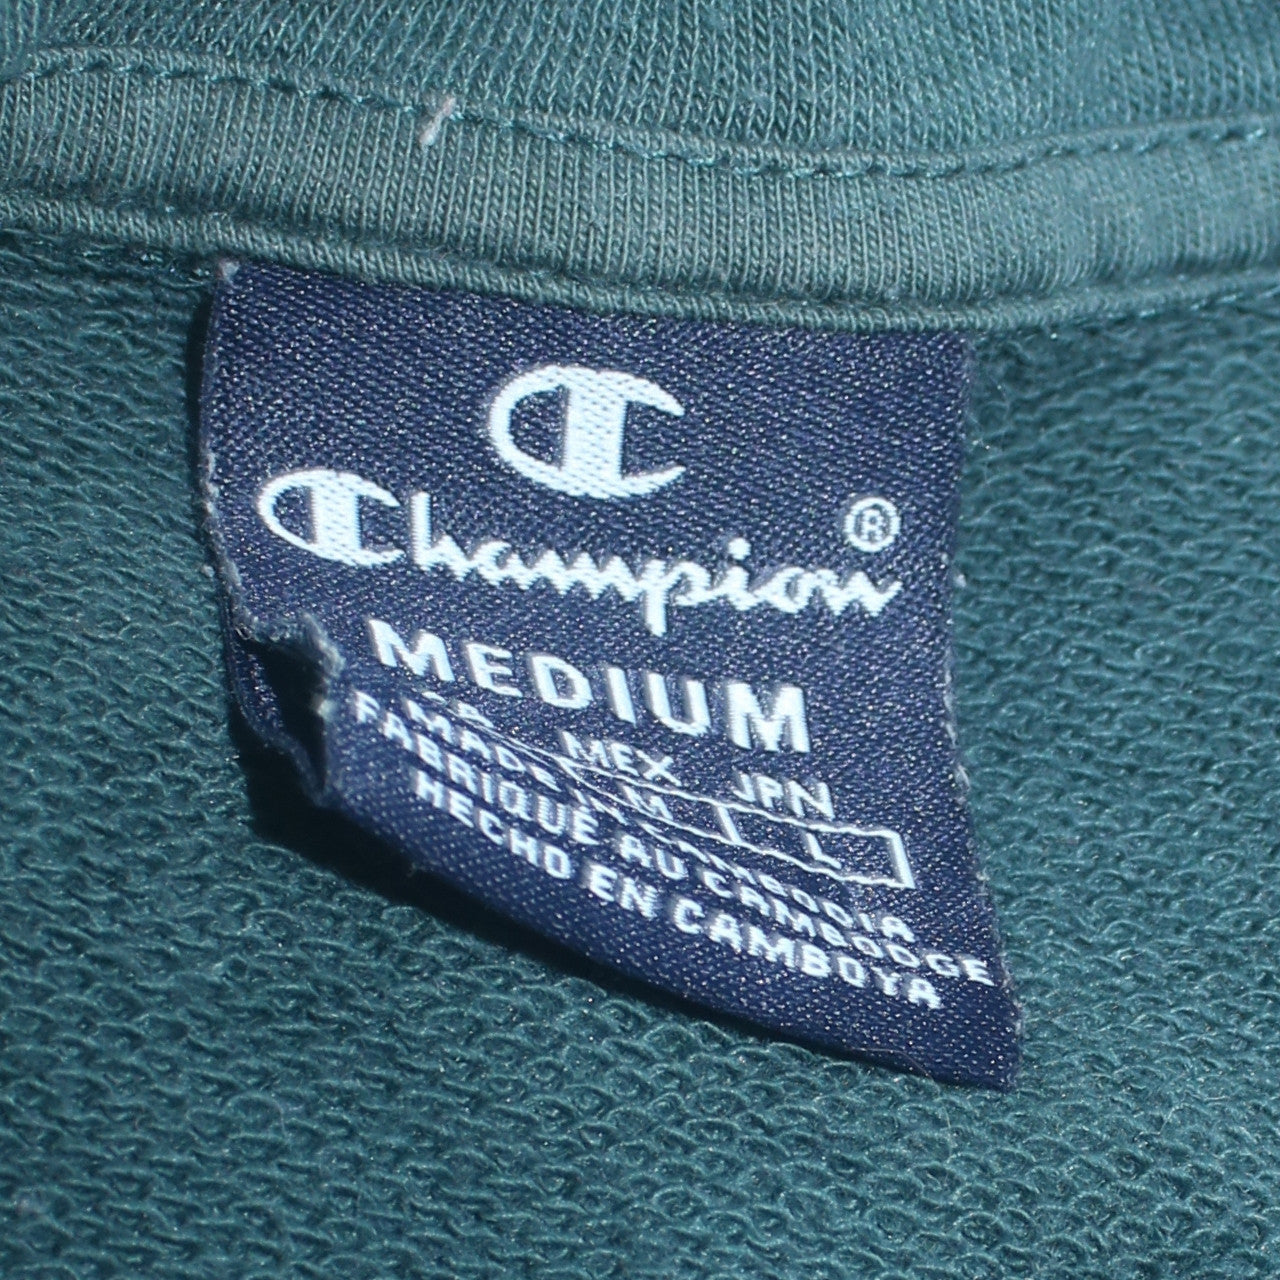 C
Champion®
MEDIUM
MEX JPN
M L L
MADE IN CAMBODIA
FABRIQUÉ AU CAMBODGE
HECHO EN CAMBOYA